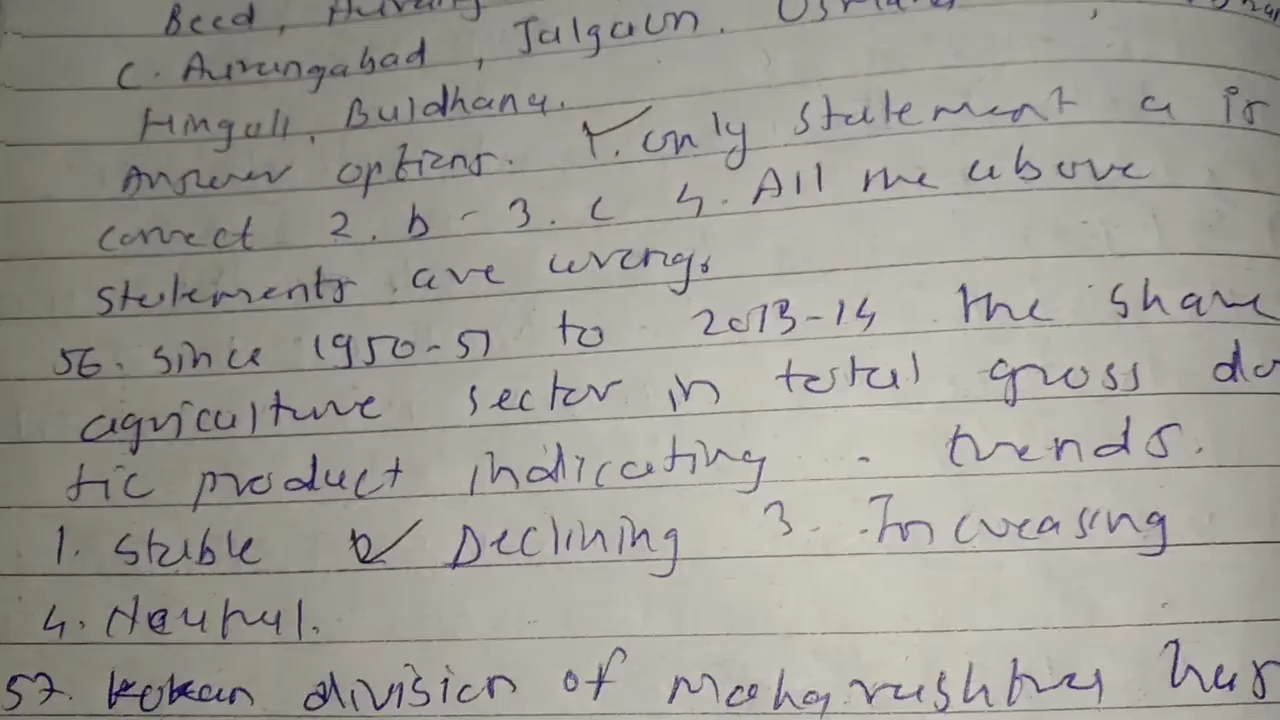 Beed,
C. Aurangabad, Jalgaon.
Hingoli, Buldhana.
Answer options. 1. only statement a is
correct 2. b - 3. c 4. All the above
statements are wrong.
56. Since 1950-51 to 2013-14 the share
agriculture sector in total gross do
tic product indicating - trends.
1. Stable 2 Declining 3. Increasing
4. Neutral.
57. Kokan division of Maharashtra has